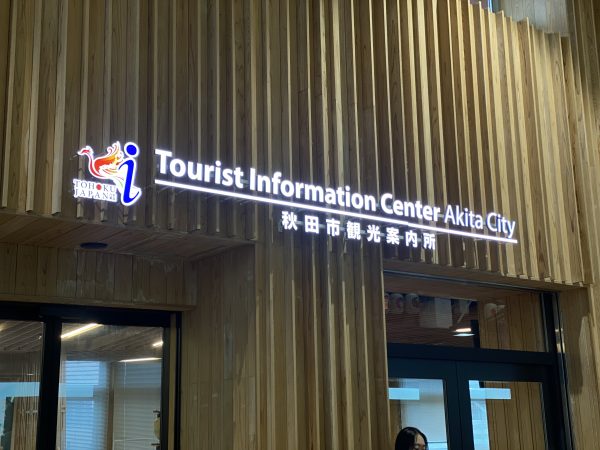 TOHOKU
JAPAN
i
Tourist Information Center Akita City
秋田市観光案内所